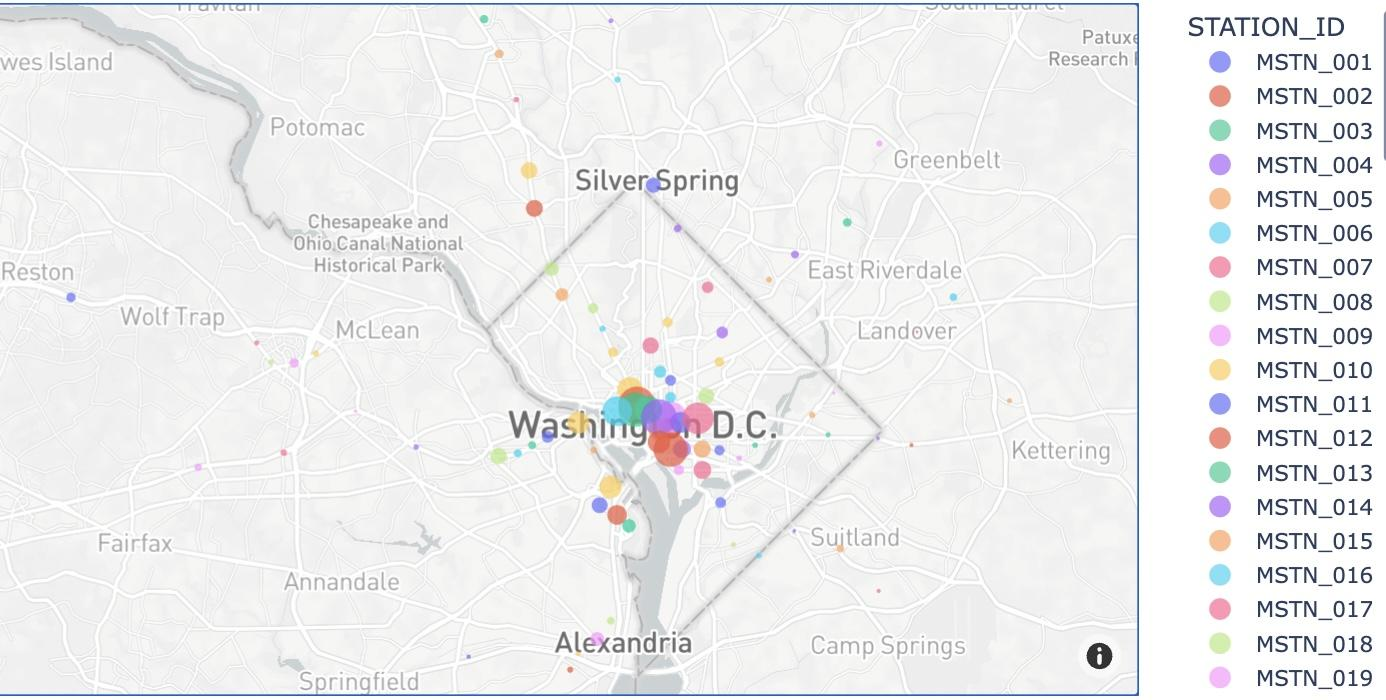 STATION_ID
MSTN_001
MSTN_002
MSTN_003
MSTN_004
MSTN_005
MSTN_006
MSTN_007
MSTN_008
MSTN_009
MSTN_010
MSTN_011
MSTN_012
MSTN_013
MSTN_014
MSTN_015
MSTN_016
MSTN_017
MSTN_018
MSTN_019
Potomac
Silver Spring
Greenbelt
Chesapeake and
Ohio Canal National
Historical Park
Reston
East Riverdale
Wolf Trap
McLean
Landover
Washington D.C.
Kettering
Fairfax
Suitland
Annandale
Alexandria
Camp Springs
Springfield